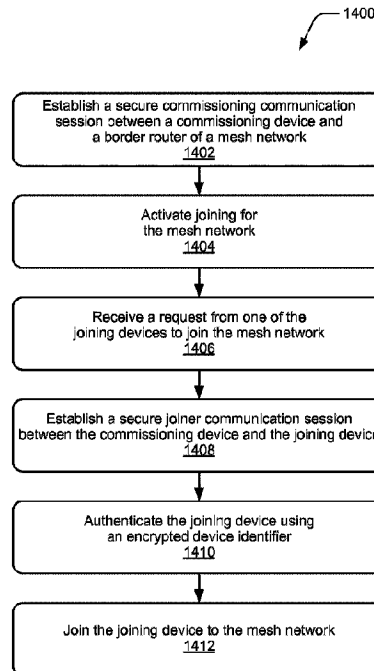 1400
Establish a secure commissioning communication
session between a commissioning device and
a border router of a mesh network
1402
Activate joining for
the mesh network
1404
Receive a request from one of the
joining devices to join the mesh network
1406
Establish a secure joiner communication session
between the commissioning device and the joining device
1408
Authenticate the joining device using
an encrypted device identifier
1410
Join the joining device to the mesh network
1412